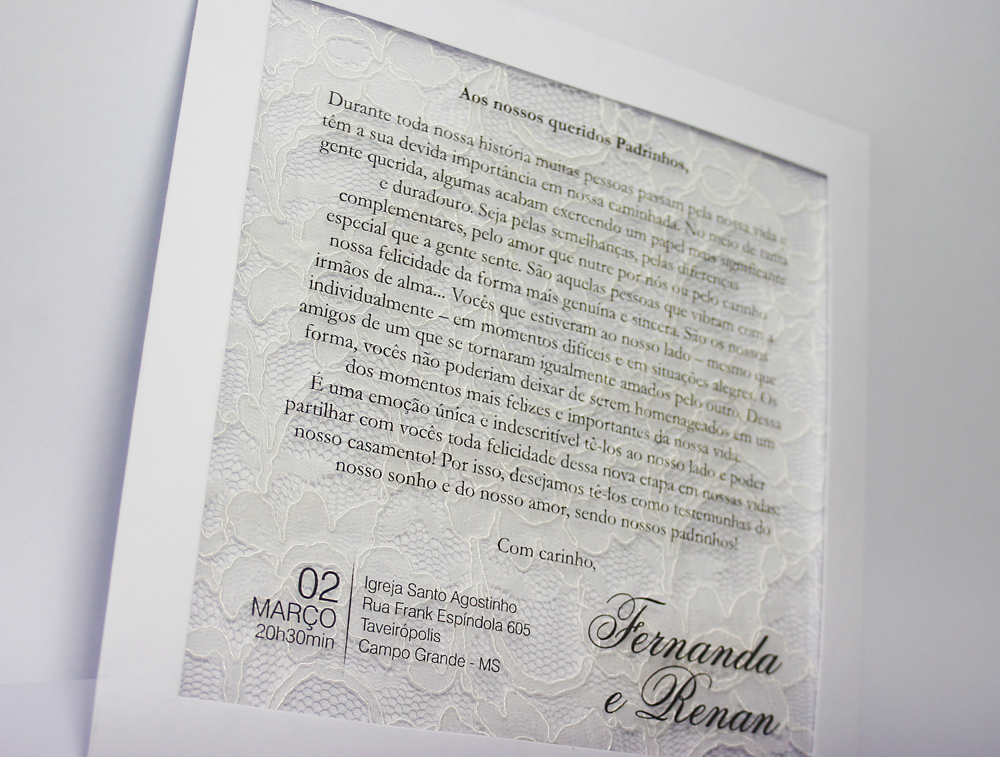 Aos nossos queridos Padrinhos,
Durante toda nossa história muitas pessoas passam pela nossa vida e
têm a sua devida importância em nossa caminhada. No meio de tanta
gente querida, algumas acabam exercendo um papel mais significante
e duradouro. Seja pelas semelhanças, pelas diferenças
complementares, pelo amor que nutre por nós ou pelo carinho
especial que a gente sente. São aquelas pessoas que vibram com a
nossa felicidade da forma mais genuína e sincera. São os nossos
irmãos de alma... Vocês que estiveram ao nosso lado – mesmo que
individualmente – em momentos difíceis e em situações alegres. Os
amigos de um que se tornaram igualmente amados pelo outro. Dessa
forma, vocês não poderiam deixar de serem homenageados em um
dos momentos mais felizes e importantes da nossa vida.
É uma emoção única e indescritível tê-los ao nosso lado e poder
partilhar com vocês toda felicidade dessa nova etapa em nossas vidas:
nosso casamento! Por isso, desejamos tê-los como testemunhas do
nosso sonho e do nosso amor, sendo nossos padrinhos!
Com carinho,
02
MARÇO
20h30min
Igreja Santo Agostinho
Rua Frank Espíndola 605
Taveirópolis
Campo Grande - MS
Fernanda
e Renan